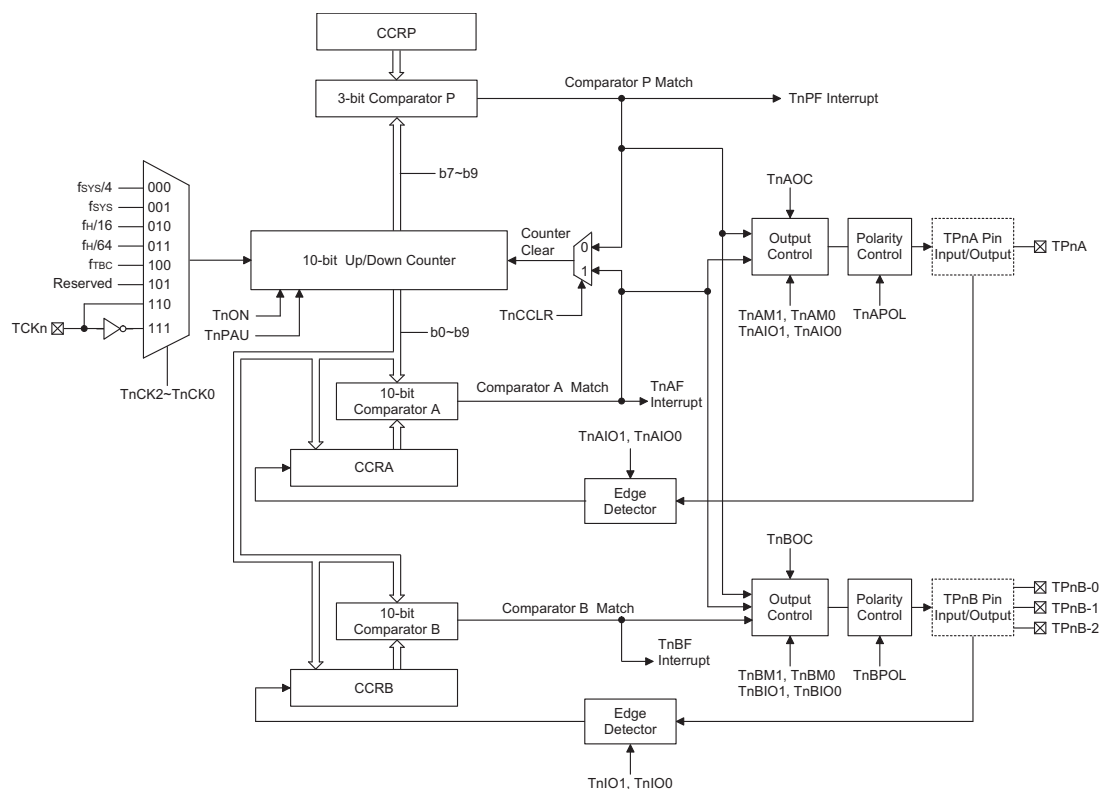 CCRP
3-bit Comparator P
Comparator P Match
TnPF Interrupt
b7~b9
fSYS/4
000
fSYS
001
fH/16
010
fH/64
011
fTBC
100
Reserved
101
110
TCKn
111
TnCK2~TnCK0
10-bit Up/Down Counter
TnON
TnPAU
Counter
Clear
0
1
TnCCLR
b0~b9
TnAOC
Output
Control
Polarity
Control
TPnA Pin
Input/Output
TPnA
TnAM1, TnAM0
TnAIO1, TnAIO0
TnAPOL
10-bit
Comparator A
Comparator A Match
TnAF
Interrupt
CCRA
TnAIO1, TnAIO0
Edge
Detector
TnBOC
10-bit
Comparator B
Comparator B Match
TnBF
Interrupt
Output
Control
Polarity
Control
TPnB Pin
Input/Output
TPnB-0
TPnB-1
TPnB-2
TnBM1, TnBM0
TnBIO1, TnBIO0
TnBPOL
CCRB
Edge
Detector
TnIO1, TnIO0